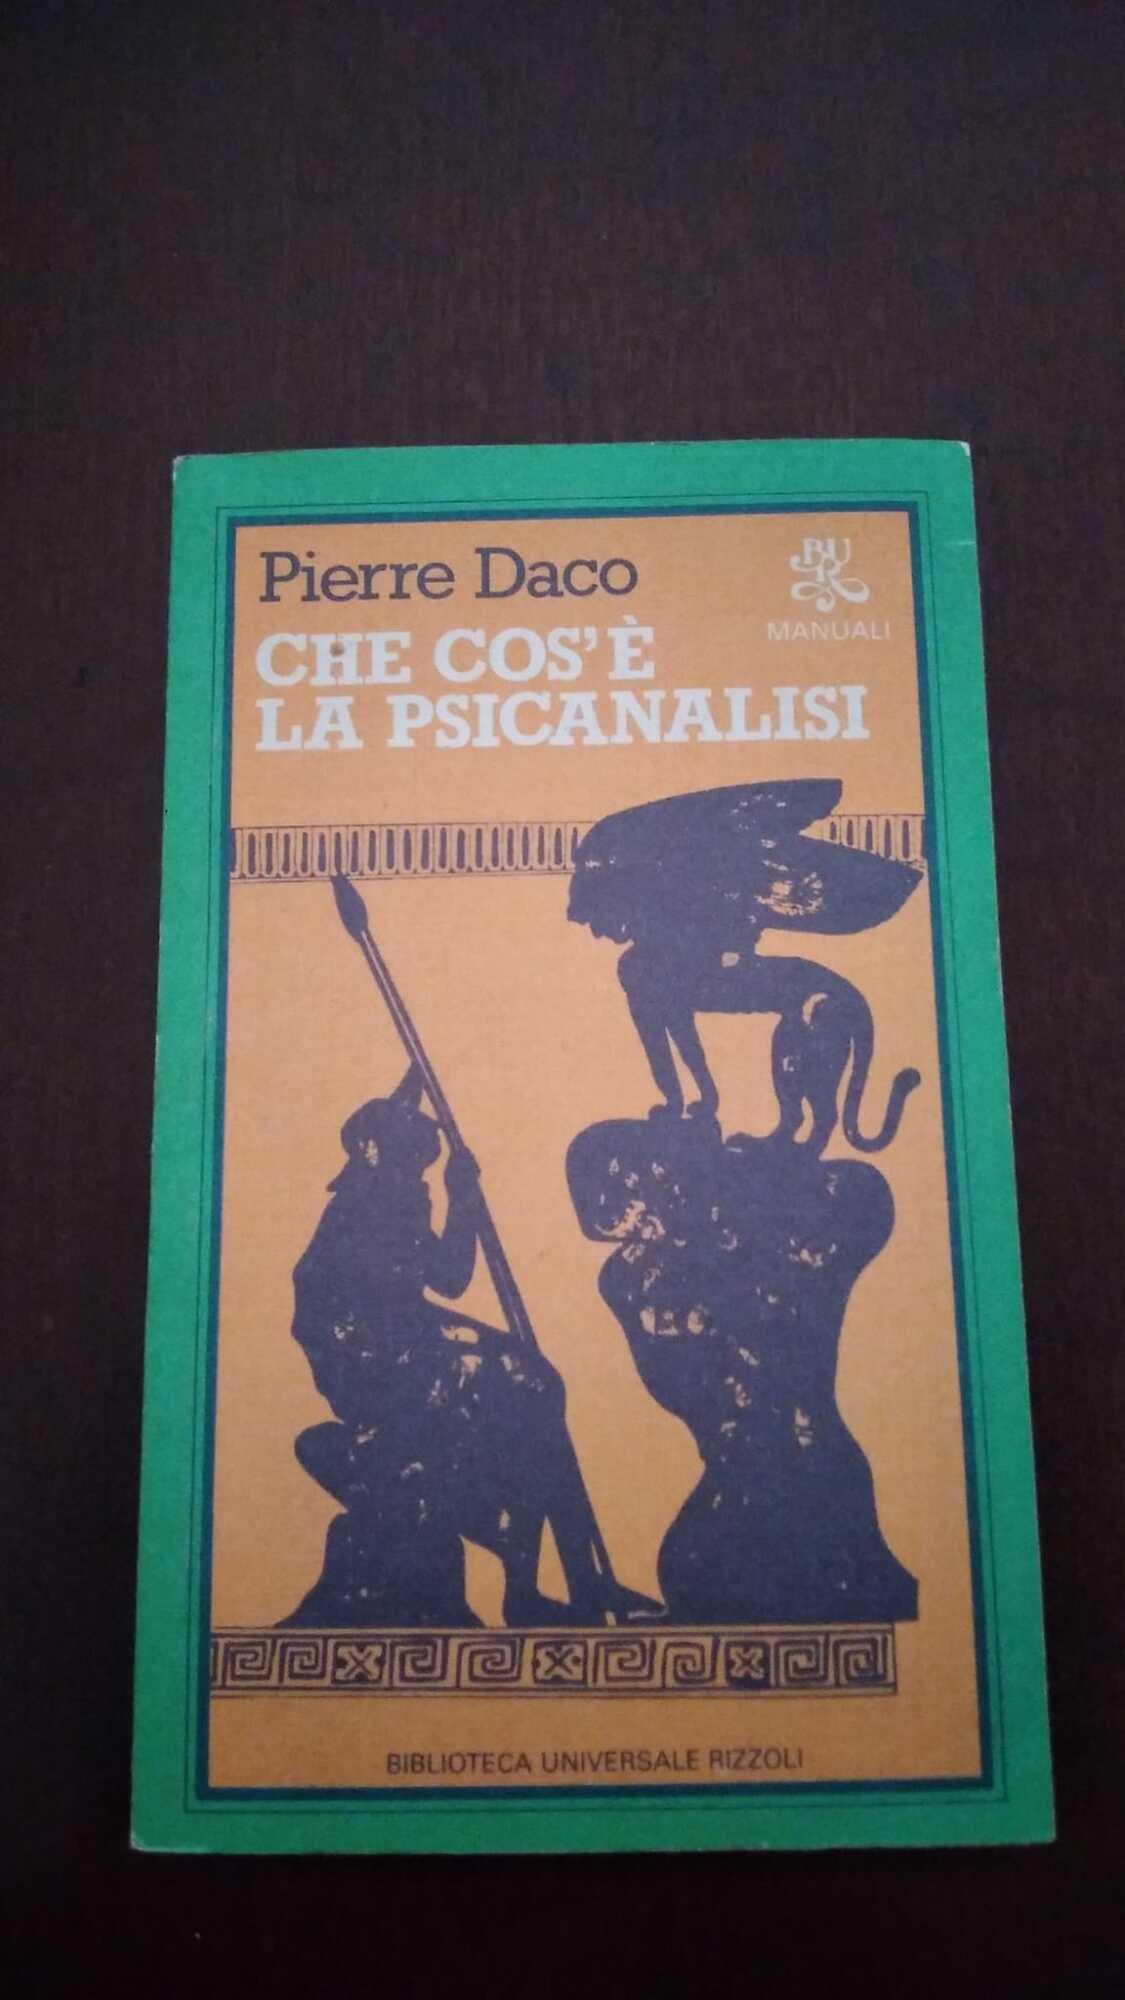 Pierre Daco
BUR
MANUALI
CHE COS'È
LA PSICANALISI
BIBLIOTECA UNIVERSALE RIZZOLI